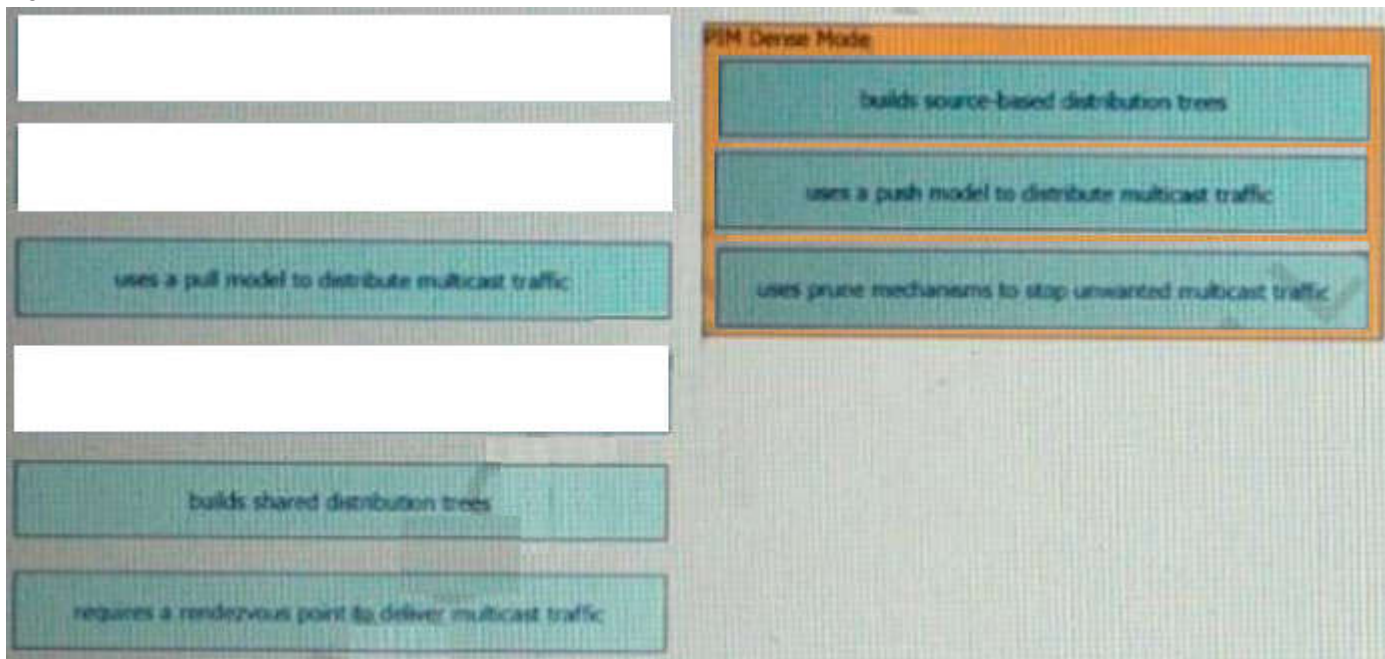 PIM Dense Mode
builds source-based distribution trees
uses a push model to distribute multicast traffic
uses a pull model to distribute multicast traffic
uses prune mechanisms to stop unwanted multicast traffic
builds shared distribution trees
requires a rendezvous point to deliver multicast traffic